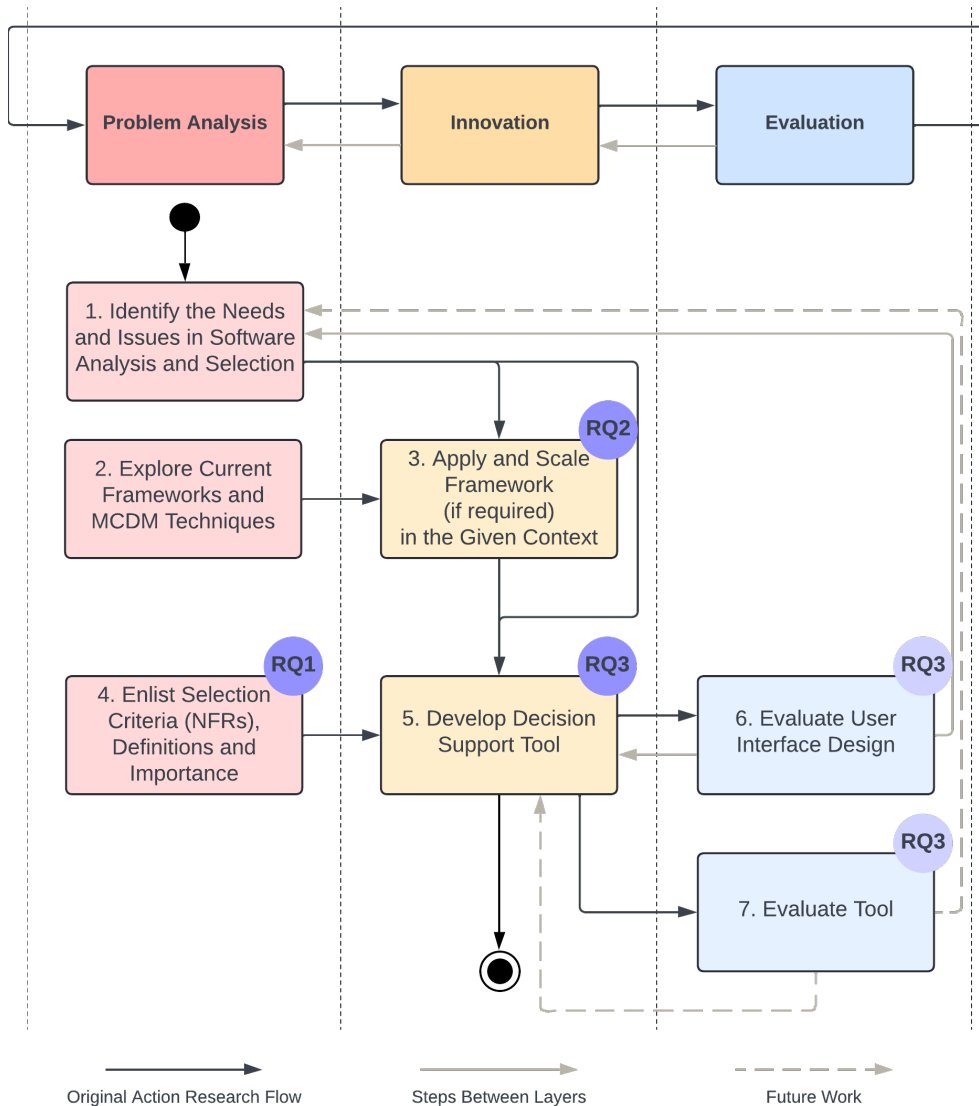 Problem Analysis
Innovation
Evaluation
1. Identify the Needs
and Issues in Software
Analysis and Selection
RQ2
2. Explore Current
Frameworks and
MCDM Techniques
3. Apply and Scale
Framework
(if required)
in the Given Context
RQ1
RQ3
RQ3
4. Enlist Selection
Criteria (NFRs),
Definitions and
Importance
5. Develop Decision
Support Tool
6. Evaluate User
Interface Design
RQ3
7. Evaluate Tool
Original Action Research Flow
Steps Between Layers
Future Work